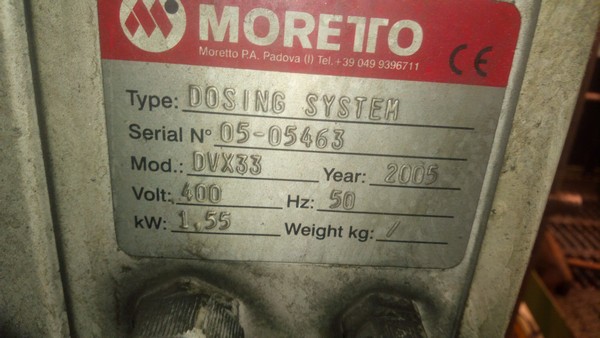 MORETTO
Moretto P.A. Padova (I) Tel. +39 049 9396711
CE
Type: DOSING SYSTEM
Serial N° 05-05463
Mod.: DVX33 Year: 2005
Volt: 400 Hz: 50
kW: 1,55 Weight kg: /